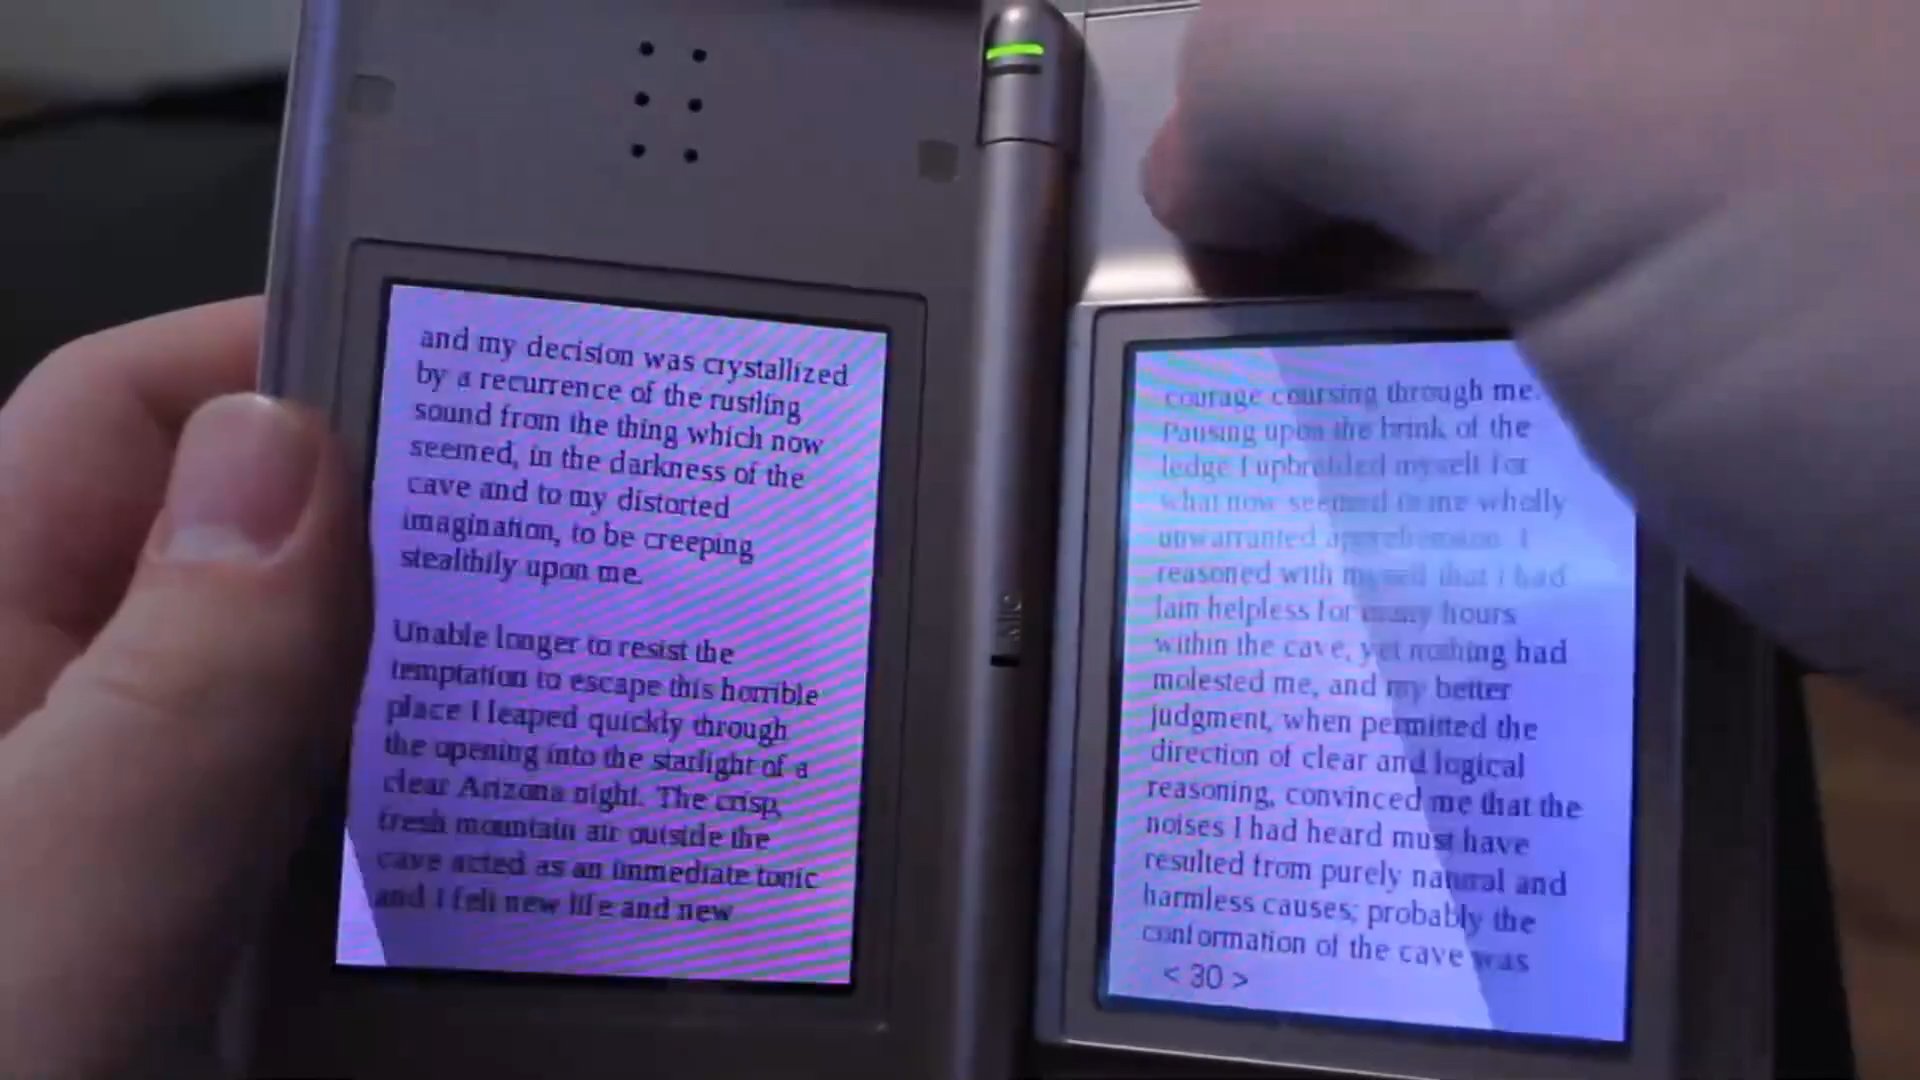 and my decision was crystallized
by a recurrence of the rustling
sound from the thing which now
seemed, in the darkness of the
cave and to my distorted
imagination, to be creeping
stealthily upon me.
Unable longer to resist the
temptation to escape this horrible
place I leaped quickly through
the opening into the starlight of a
clear Arizona night. The crisp,
fresh mountain air outside the
cave acted as an immediate tonic
and I felt new life and new
Mic
courage coursing through me.
Pausing upon the brink of the
ledge I upbraided myself for
what now seemed to me wholly
unwarranted apprehension. I
reasoned with myself that I had
lain helpless for many hours
within the cave, yet nothing had
molested me, and my better
judgment, when permitted the
direction of clear and logical
reasoning, convinced me that the
noises I had heard must have
resulted from purely natural and
harmless causes; probably the
conformation of the cave was
< 30 >